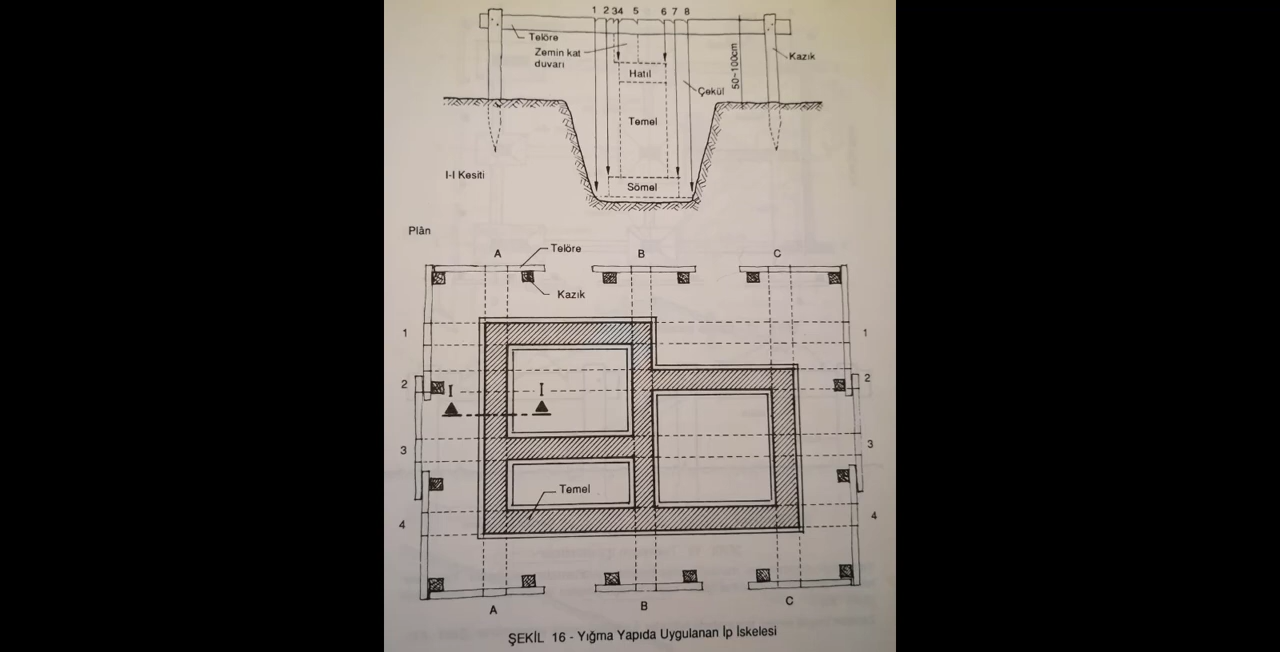 1 2 3 4 5 6 7 8
Telöre
Zemin kat
duvarı
Kazık
Hatıl
50~100cm
Çekül
Temel
I-I Kesiti
Sömel
Plân
A Telöre B C
Kazık
1 1
2 I I 2
3 3
Temel
4 4
A B C
ŞEKİL 16 - Yığma Yapıda Uygulanan İp İskelesi